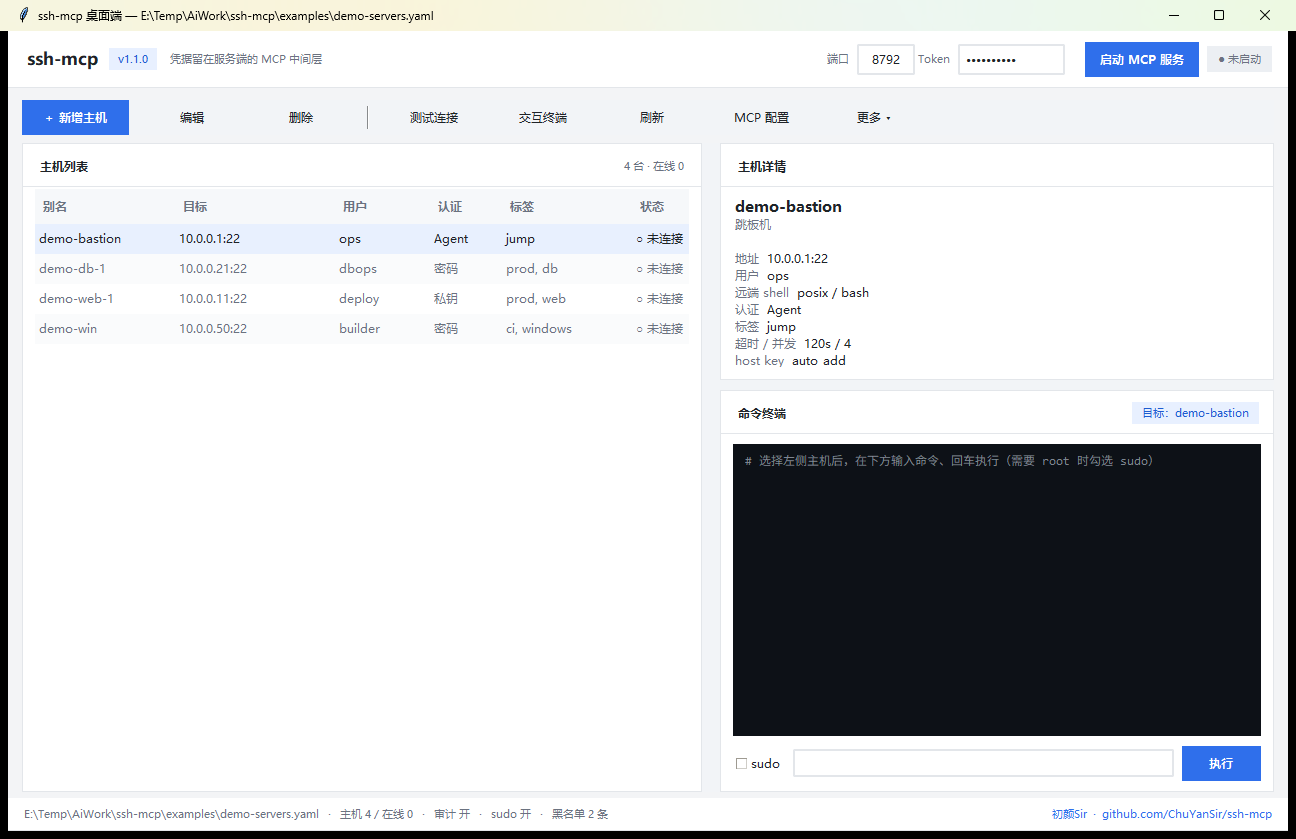 ssh-mcp 桌面端 — E:\Temp\AiWork\ssh-mcp\examples\demo-servers.yaml
ssh-mcp v1.1.0 凭据留在服务端的 MCP 中间层 端口 8792 Token •••••••••• 启动 MCP 服务 ● 未启动
+ 新增主机 编辑 删除 测试连接 交互终端 刷新 MCP 配置 更多 ▾
主机列表 4 台 · 在线 0
别名 目标 用户 认证 标签 状态
demo-bastion 10.0.0.1:22 ops Agent jump ○ 未连接
demo-db-1 10.0.0.21:22 dbops 密码 prod, db ○ 未连接
demo-web-1 10.0.0.11:22 deploy 私钥 prod, web ○ 未连接
demo-win 10.0.0.50:22 builder 密码 ci, windows ○ 未连接
主机详情
demo-bastion
跳板机
地址 10.0.0.1:22
用户 ops
远端 shell posix / bash
认证 Agent
标签 jump
超时 / 并发 120s / 4
host key auto add
命令终端 目标: demo-bastion
# 选择左侧主机后，在下方输入命令、回车执行（需要 root 时勾选 sudo）
sudo 执行
E:\Temp\AiWork\ssh-mcp\examples\demo-servers.yaml · 主机 4 / 在线 0 · 审计 开 · sudo 开 · 黑名单 2 条 初颜Sir · github.com/ChuYanSir/ssh-mcp